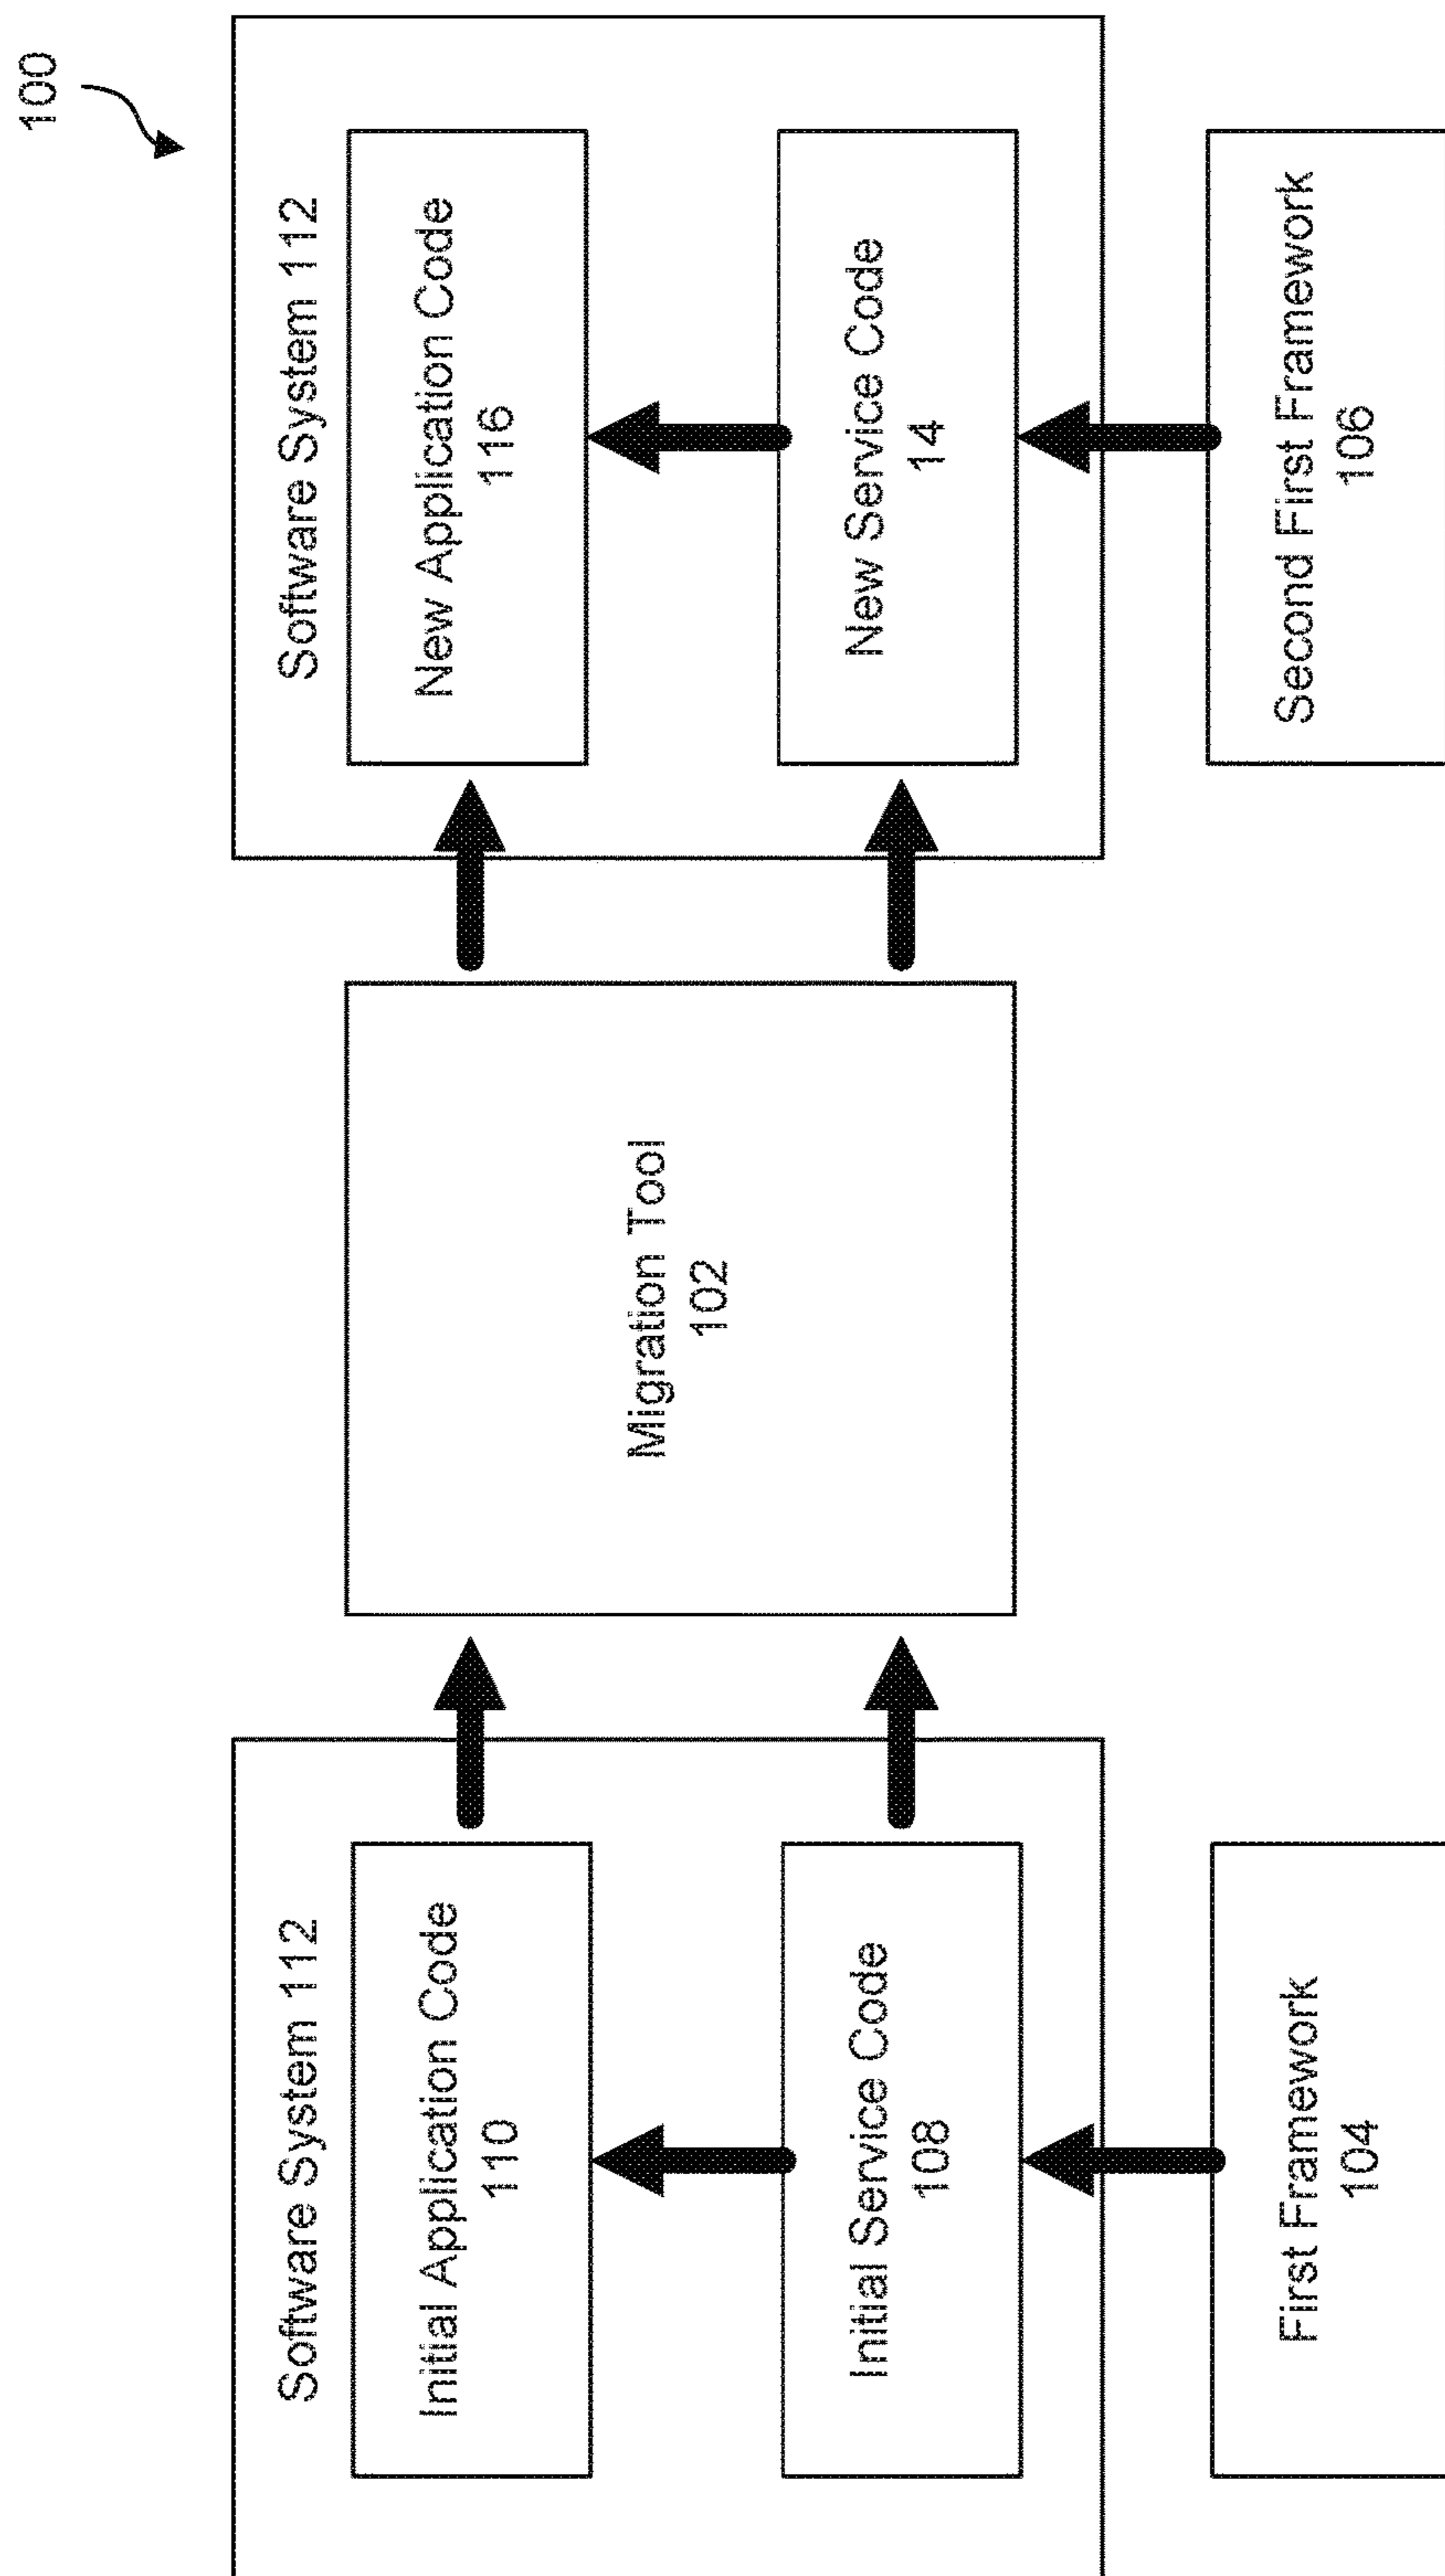 100
Software System 112
Initial Application Code
110
Initial Service Code
108
First Framework
104
Migration Tool
102
Software System 112
New Application Code
116
New Service Code
14
Second First Framework
106